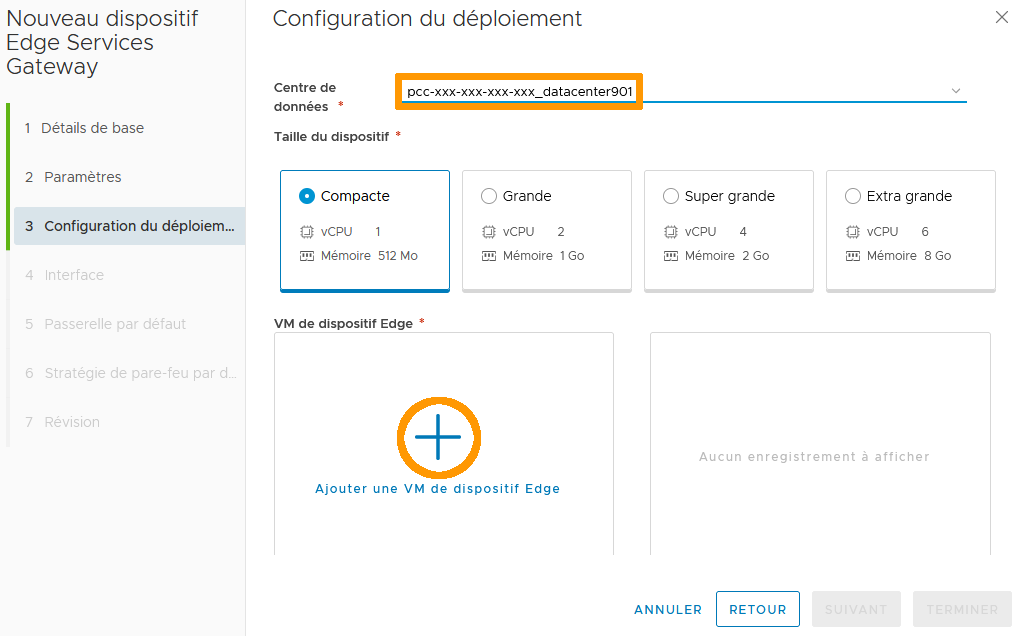 Nouveau dispositif
Edge Services
Gateway
1 Détails de base
2 Paramètres
3 Configuration du déploiem...
4 Interface
5 Passerelle par défaut
6 Stratégie de pare-feu par d...
7 Révision
Configuration du déploiement
Centre de
données *
pcc-xxx-xxx-xxx-xxx_datacenter901
Taille du dispositif *
Compacte
vCPU 1
Mémoire 512 Mo
Grande
vCPU 2
Mémoire 1 Go
Super grande
vCPU 4
Mémoire 2 Go
Extra grande
vCPU 6
Mémoire 8 Go
VM de dispositif Edge *
Ajouter une VM de dispositif Edge
Aucun enregistrement à afficher
ANNULER
RETOUR
SUIVANT
TERMINER